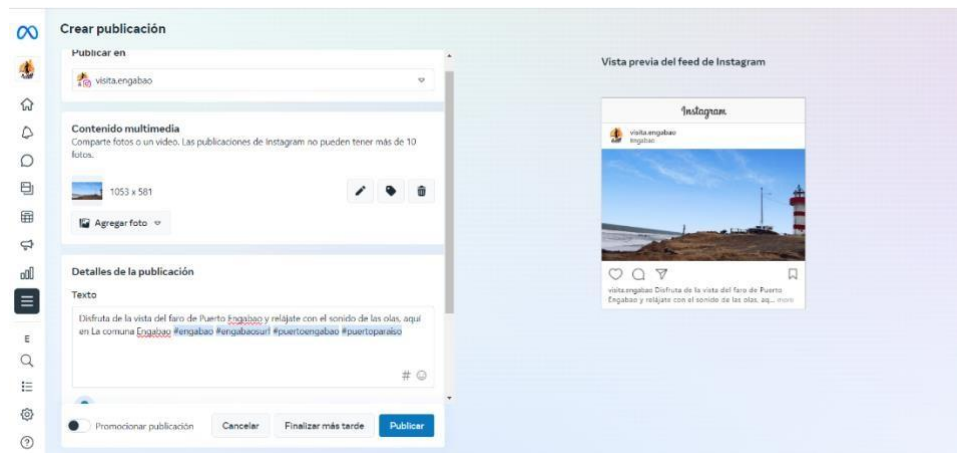 Crear publicación
Publicar en
visita.engabao
Contenido multimedia
Comparte fotos o un video. Las publicaciones de Instagram no pueden tener más de 10
fotos.
1053 x 581
Agregar foto
Detalles de la publicación
Texto
Disfruta de la vista del faro de Puerto Engabao y relájate con el sonido de las olas, aquí
en La comuna Engabao #engabao #engabaosurf #puertoengabao #puertoparaiso
#
Promocionar publicación
Cancelar
Finalizar más tarde
Publicar
E
Vista previa del feed de Instagram
Instagram
visita.engabao
Engabao
visita.engabao Disfruta de la vista del faro de Puerto
Engabao y relájate con el sonido de las olas, aq... more